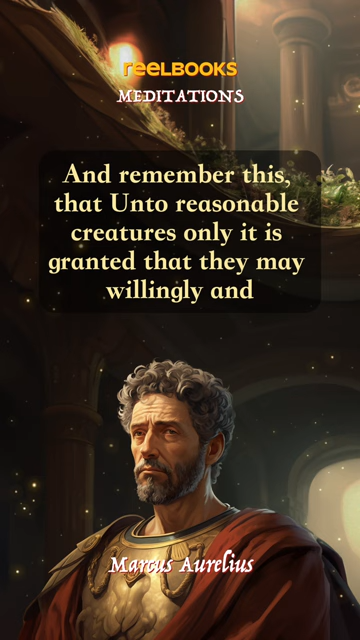 reelBOOKS
MEDITATIONS
And remember this,
that Unto reasonable
creatures only it is
granted that they may
willingly and
Marcus Aurelius